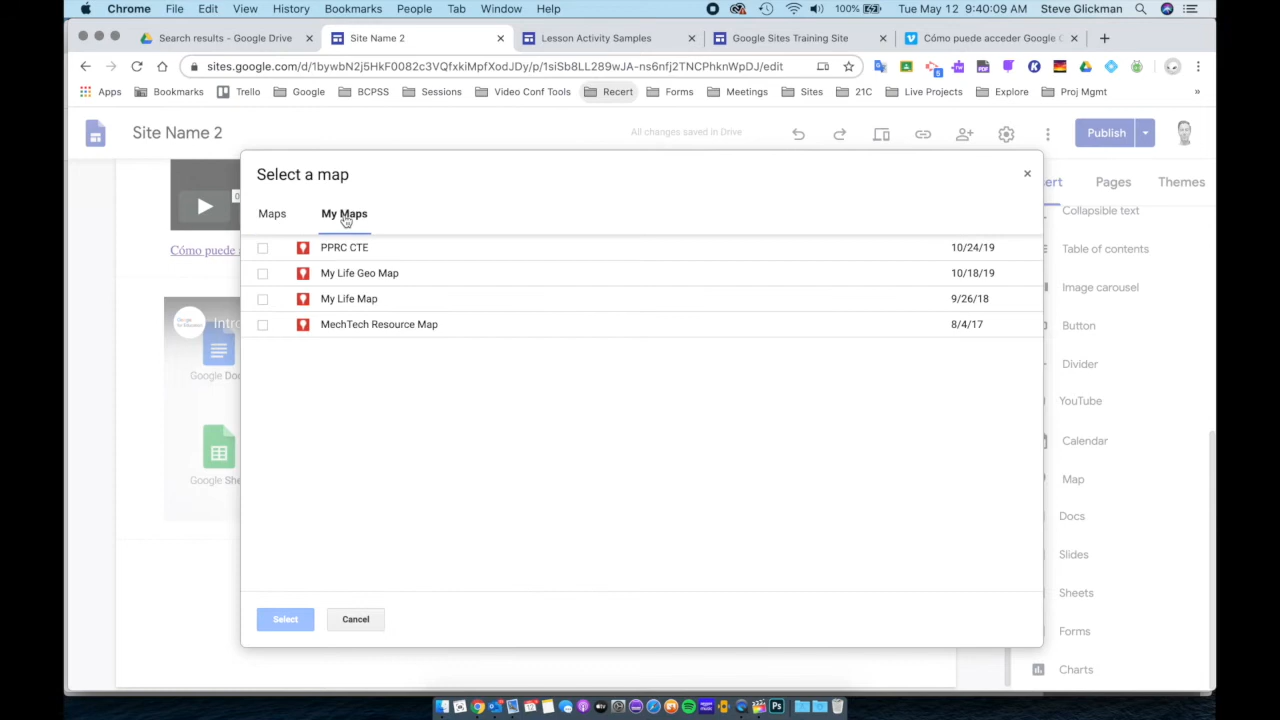 Chrome File Edit View History Bookmarks People Tab Window Help 100% Tue May 12 9:40:09 AM Steve Glickman
Search results - Google Drive Site Name 2 Lesson Activity Samples Google Sites Training Site Cómo puede acceder Google C
sites.google.com/d/1bywbN2j5HkF0082c3VQfxkiMpfXodJDy/p/1siSb8LL289wJA-ns6nfj2TNCPhknWpDJ/edit
Apps Bookmarks Trello Google BCPSS Sessions Video Conf Tools Recert Forms Meetings Sites 21C Live Projects Explore Proj Mgmt »
Site Name 2 All changes saved in Drive Publish
Select a map
Maps My Maps
PPRC CTE 10/24/19
My Life Geo Map 10/18/19
My Life Map 9/26/18
MechTech Resource Map 8/4/17
Select Cancel
Cómo puede a
Intro
Google Doc
Google She
ert Pages Themes
Collapsible text
Table of contents
Image carousel
Button
Divider
YouTube
Calendar
Map
Docs
Slides
Sheets
Forms
Charts